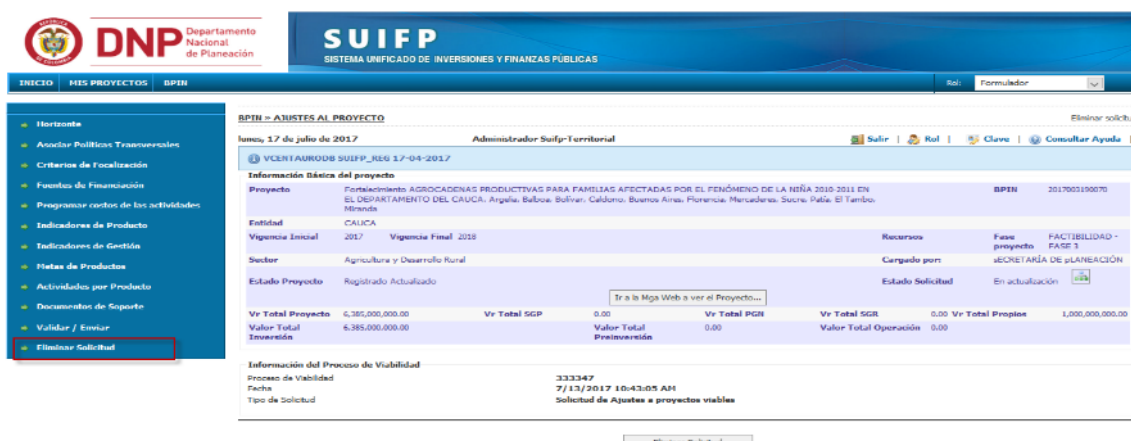 DNP Departamento
Nacional
de Planeación
SUIFP
SISTEMA UNIFICADO DE INVERSIONES Y FINANZAS PÚBLICAS
INICIO MIS PROYECTOS BPIN Rol: Formulador
Horizonte
Asociar Políticas Transversales
Criterios de Focalización
Fuentes de Financiación
Programar costos de las actividades
Indicadores de Producto
Indicadores de Gestión
Metas de Productos
Actividades por Producto
Documentos de Soporte
Validar / Enviar
Eliminar Solicitud
BPIN » AJUSTES AL PROYECTO Eliminar solicitu
lunes, 17 de julio de 2017 Administrador Suifp-Territorial Salir | Rol | Clave | Consultar Ayuda |
VCENTAURODB SUIFP_REG 17-04-2017
Información Básica del proyecto
Proyecto Fortalecimiento AGROCADENAS PRODUCTIVAS PARA FAMILIAS AFECTADAS POR EL FENÓMENO DE LA NIÑA 2010-2011 EN BPIN 2017003190070
EL DEPARTAMENTO DEL CAUCA. Argelia, Balboa, Bolívar, Caldono, Buenos Aires, Florencia, Mercaderes, Sucre, Patía, El Tambo,
Miranda
Entidad CAUCA
Vigencia Inicial 2017 Vigencia Final 2018 Recursos Fase proyecto FACTIBILIDAD - FASE 3
Sector Agricultura y Desarrollo Rural Cargado por: sECRETARÍA DE pLANEACIÓN
Estado Proyecto Registrado Actualizado Estado Solicitud En actualización
Ir a la Mga Web a ver el Proyecto...
Vr Total Proyecto 6,385,000,000.00 Vr Total SGP 0.00 Vr Total PGN 0.00 Vr Total SGR 0.00 Vr Total Propios 1,000,000,000.00
Valor Total Inversión 6,385,000,000.00 Valor Total Preinversión 0.00 Valor Total Operación 0.00
Información del Proceso de Viabilidad
Proceso de Viabilidad 333347
Fecha 7/13/2017 10:43:05 AM
Tipo de Solicitud Solicitud de Ajustes a proyectos viables